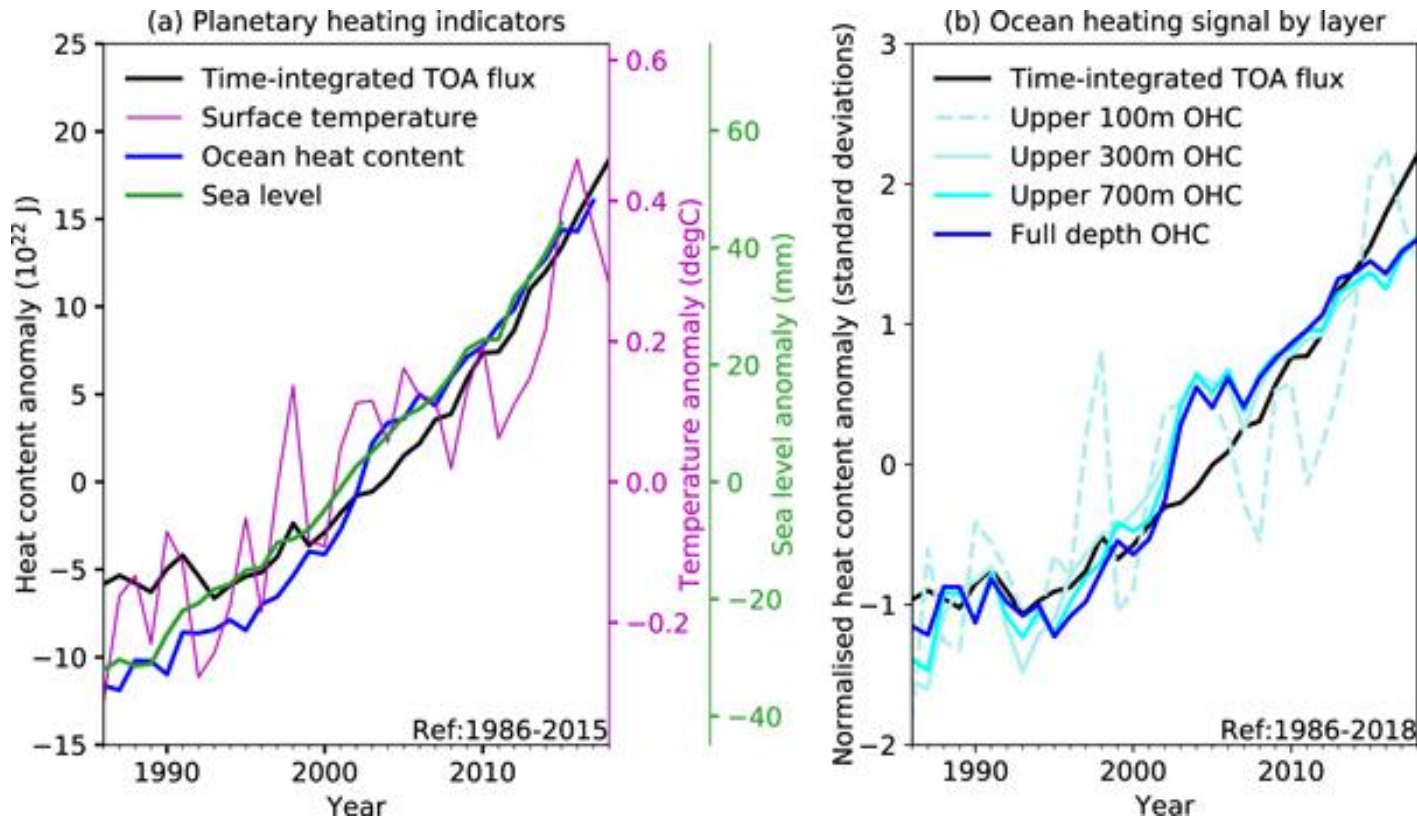 (a) Planetary heating indicators
Heat content anomaly (10²² J)
25
20
15
10
5
0
−5
−10
−15
Time-integrated TOA flux
Surface temperature
Ocean heat content
Sea level
Ref:1986-2015
1990
2000
2010
Year
0.6
0.4
0.2
0.0
−0.2
Temperature anomaly (degC)
60
40
20
0
−20
−40
Sea level anomaly (mm)
(b) Ocean heating signal by layer
Normalised heat content anomaly (standard deviations)
3
2
1
0
−1
−2
Time-integrated TOA flux
Upper 100m OHC
Upper 300m OHC
Upper 700m OHC
Full depth OHC
Ref:1986-2018
1990
2000
2010
Year